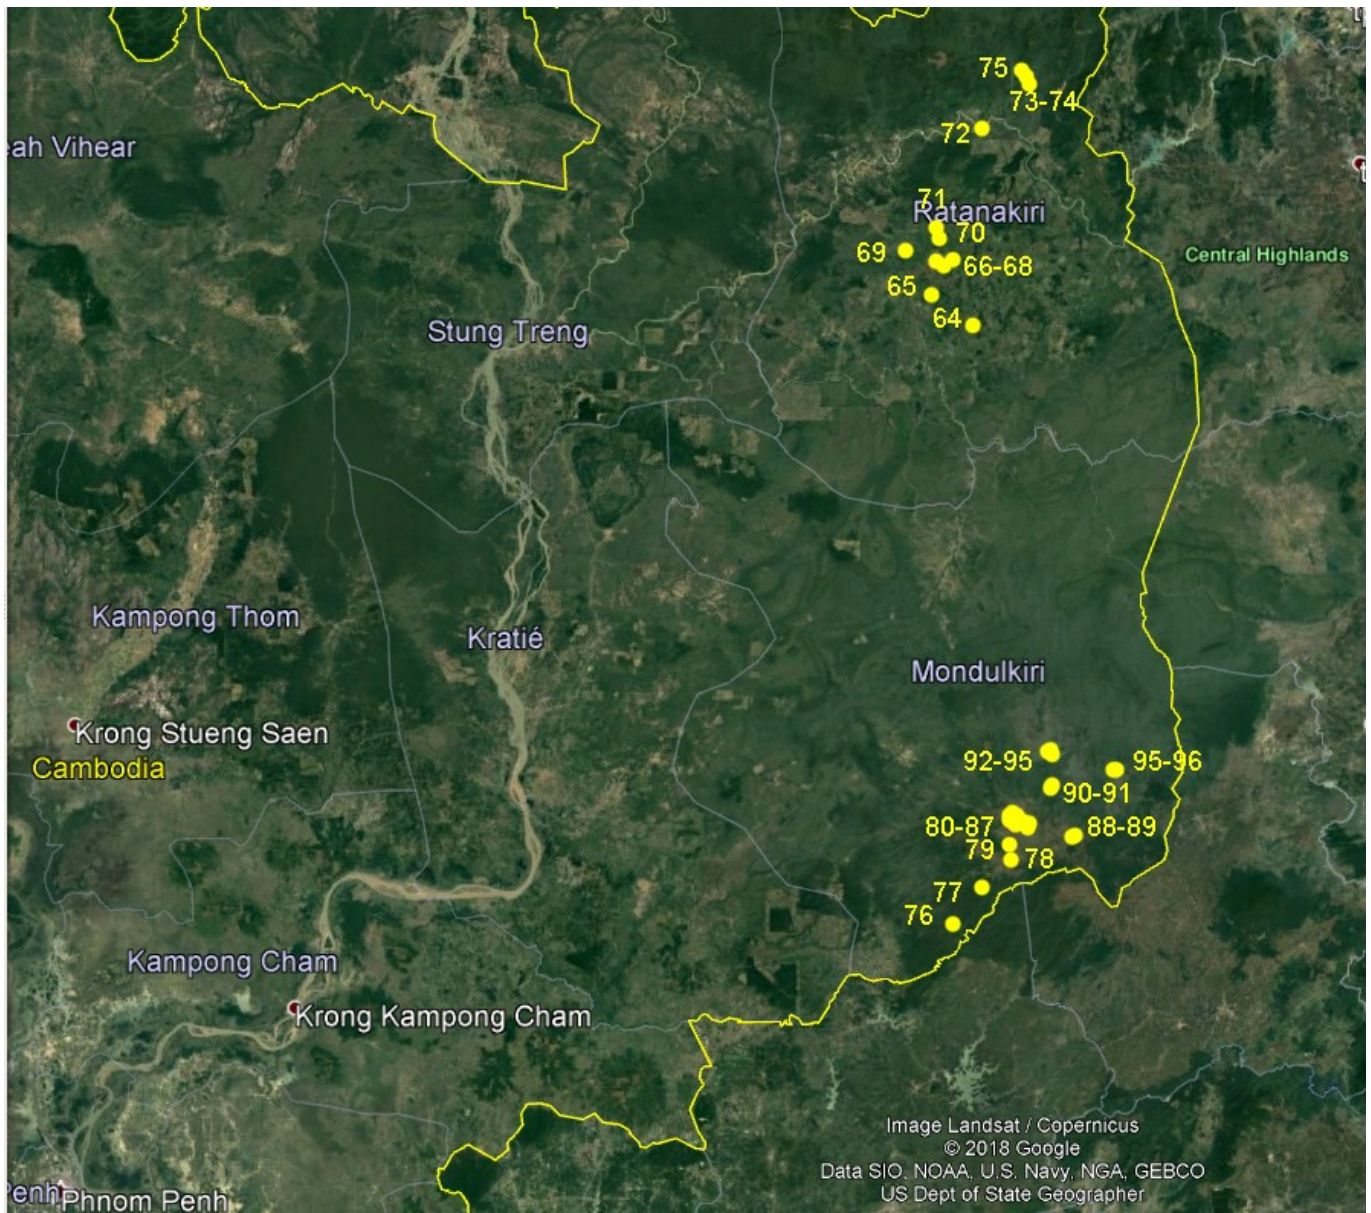 75
73-74
72
eah Vihear
71
Ratanakiri
70
69
66-68
Central Highlands
65
64
Stung Treng
Kampong Thom
Kratié
Mondulkiri
Krong Stueng Saen
Cambodia
92-95
95-96
90-91
80-87
88-89
79
78
77
76
Kampong Cham
Krong Kampong Cham
Image Landsat / Copernicus
© 2018 Google
Data SIO, NOAA, U.S. Navy, NGA, GEBCO
US Dept of State Geographer
Penh
Phnom Penh